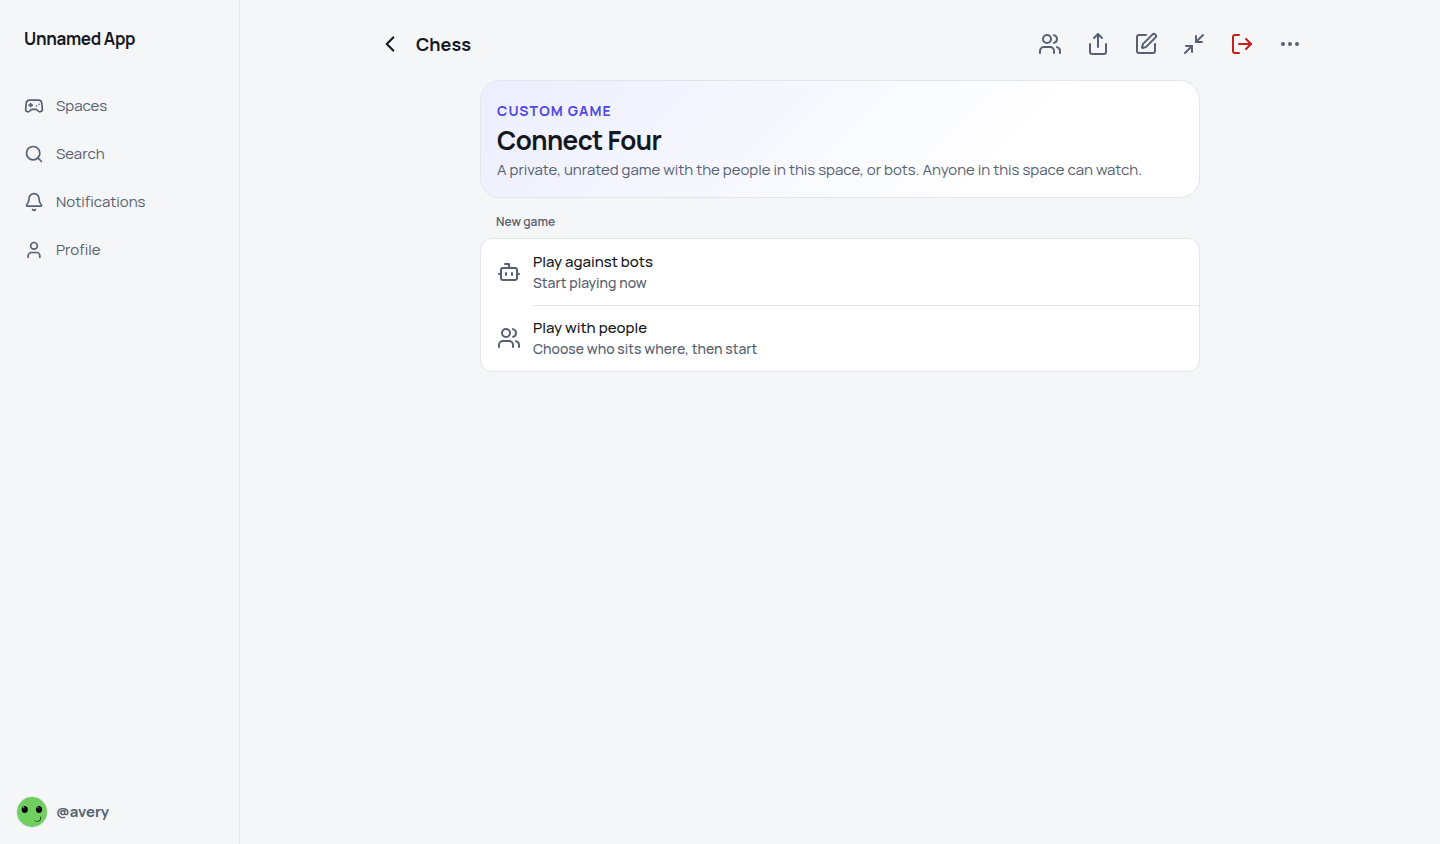 Unnamed App
Spaces
Search
Notifications
Profile
@avery
Chess
CUSTOM GAME
Connect Four
A private, unrated game with the people in this space, or bots. Anyone in this space can watch.
New game
Play against bots
Start playing now
Play with people
Choose who sits where, then start